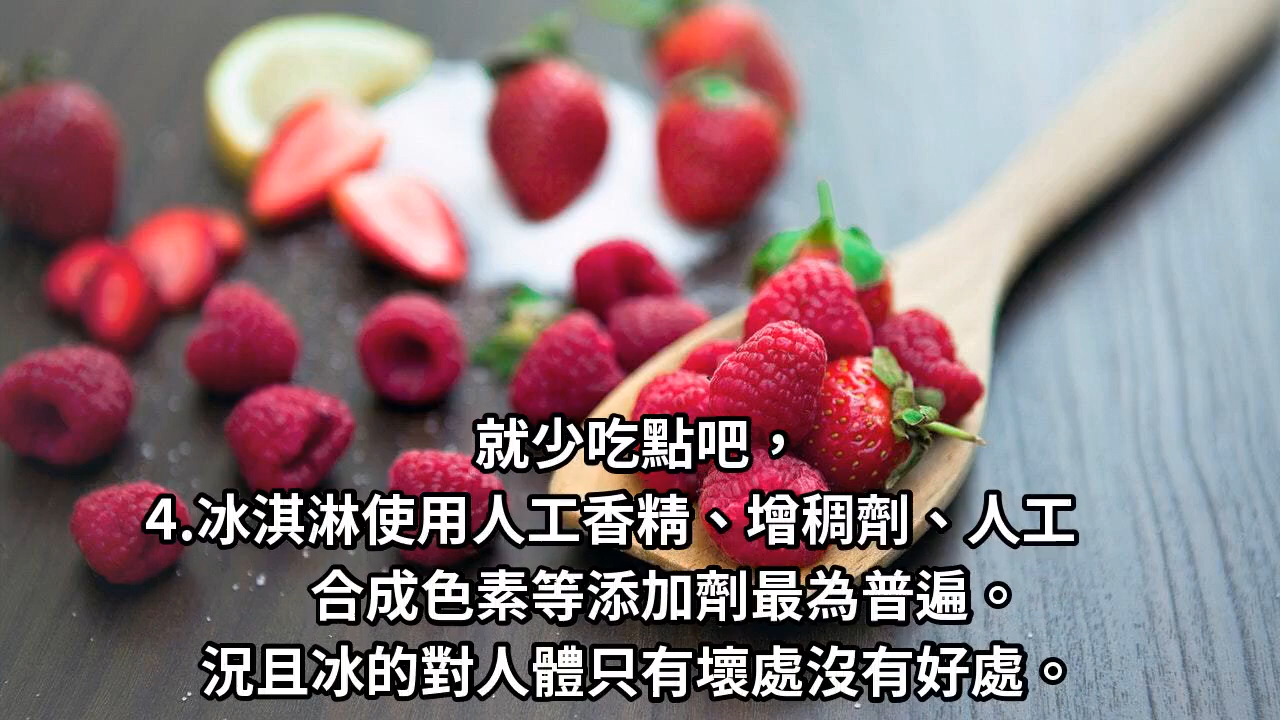 就少吃點吧，
4.冰淇淋使用人工香精、增稠劑、人工
合成色素等添加劑最為普遍。
況且冰的對人體只有壞處沒有好處。